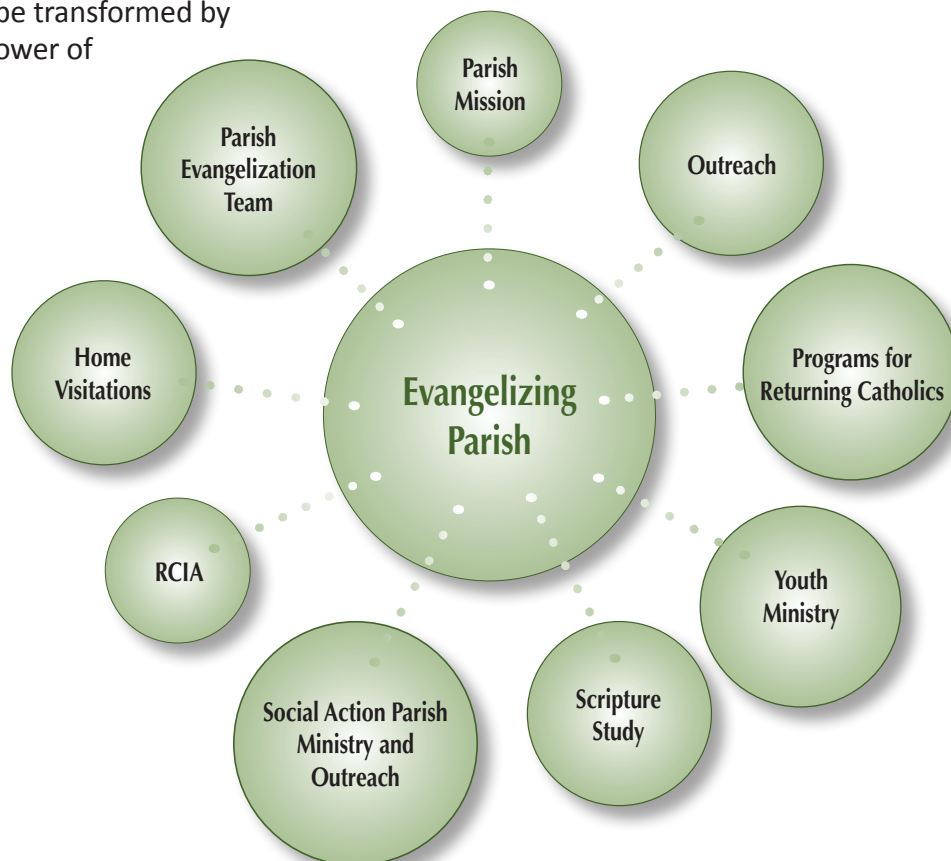 be transformed by
ower of
Parish
Mission
Parish
Evangelization
Team
Outreach
Home
Visitations
Evangelizing
Parish
Programs for
Returning Catholics
RCIA
Youth
Ministry
Social Action Parish
Ministry and
Outreach
Scripture
Study